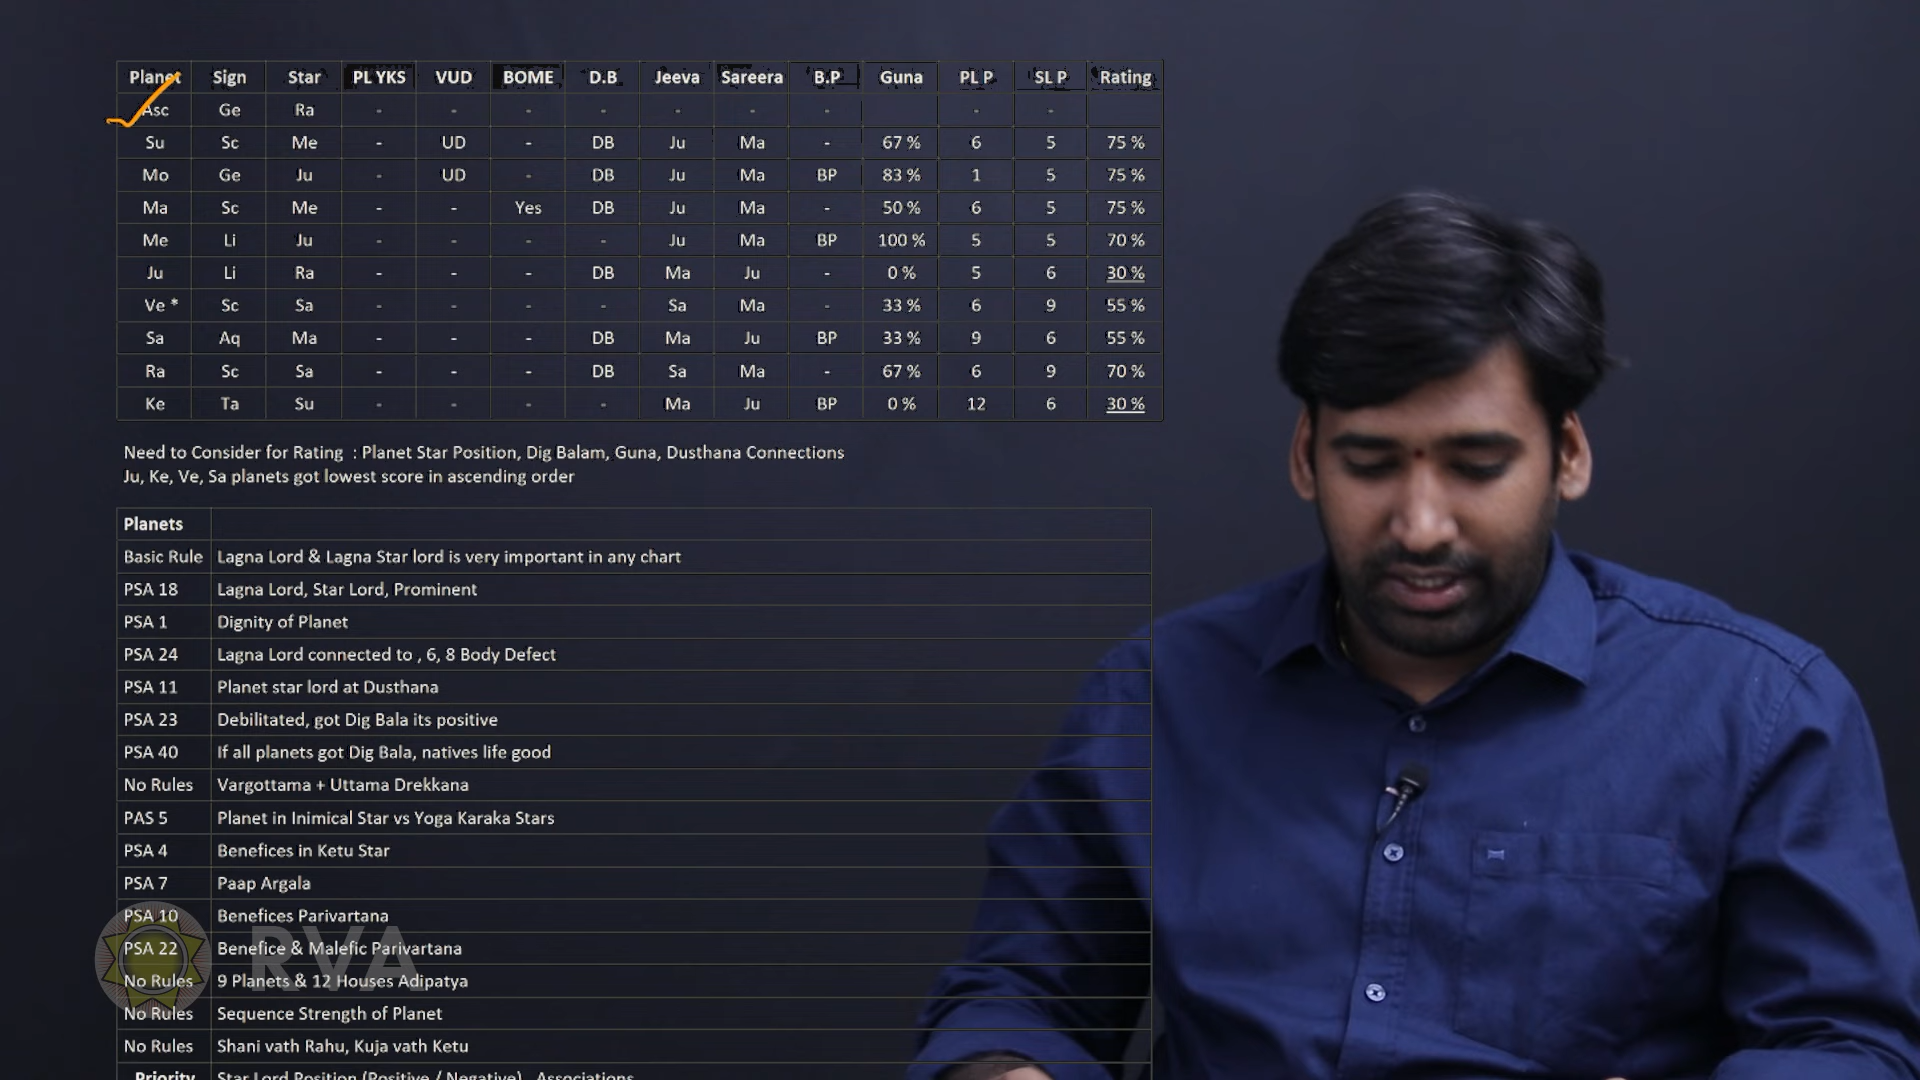 Planet Sign Star PL YKS VUD BOME D.B Jeeva Sareera B.P Guna PL P SL P Rating
Asc Ge Ra - - - - - - - - -
Su Sc Me - UD - DB Ju Ma - 67 % 6 5 75 %
Mo Ge Ju - UD - DB Ju Ma BP 83 % 1 5 75 %
Ma Sc Me - - Yes DB Ju Ma - 50 % 6 5 75 %
Me Li Ju - - - - Ju Ma BP 100 % 5 5 70 %
Ju Li Ra - - - DB Ma Ju - 0 % 5 6 30 %
Ve * Sc Sa - - - - Sa Ma - 33 % 6 9 55 %
Sa Aq Ma - - - DB Ma Ju BP 33 % 9 6 55 %
Ra Sc Sa - - - DB Sa Ma - 67 % 6 9 70 %
Ke Ta Su - - - - Ma Ju BP 0 % 12 6 30 %
Need to Consider for Rating : Planet Star Position, Dig Balam, Guna, Dusthana Connections
Ju, Ke, Ve, Sa planets got lowest score in ascending order
Planets
Basic Rule Lagna Lord & Lagna Star lord is very important in any chart
PSA 18 Lagna Lord, Star Lord, Prominent
PSA 1 Dignity of Planet
PSA 24 Lagna Lord connected to , 6, 8 Body Defect
PSA 11 Planet star lord at Dusthana
PSA 23 Debilitated, got Dig Bala its positive
PSA 40 If all planets got Dig Bala, natives life good
No Rules Vargottama + Uttama Drekkana
PAS 5 Planet in Inimical Star vs Yoga Karaka Stars
PSA 4 Benefices in Ketu Star
PSA 7 Paap Argala
PSA 10 Benefices Parivartana
PSA 22 Benefice & Malefic Parivartana
No Rules 9 Planets & 12 Houses Adipatya
No Rules Sequence Strength of Planet
No Rules Shani vath Rahu, Kuja vath Ketu
Priority Star Lord Position (Positive / Negative) , Associations
RVA